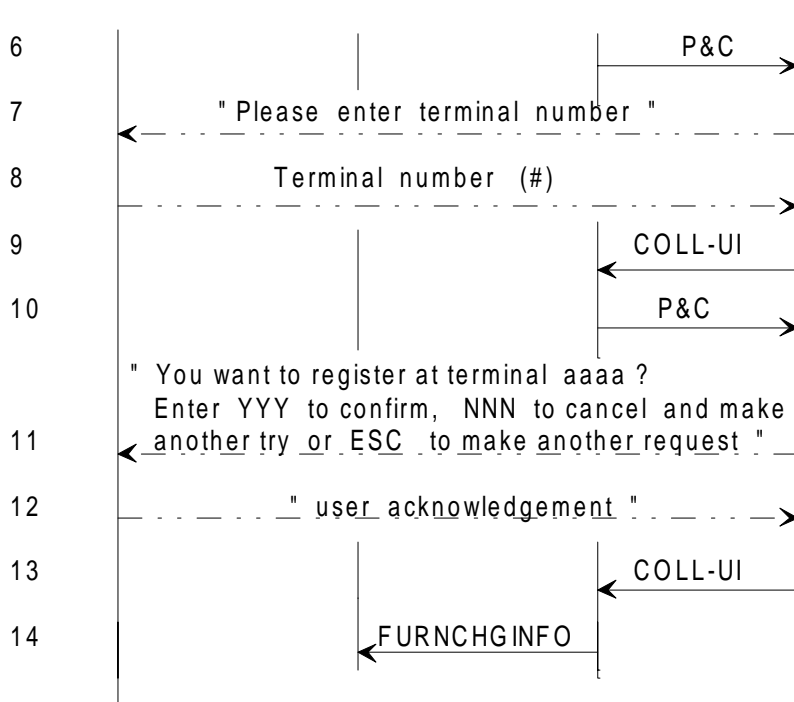 6 P&C
7 " Please enter terminal number "
8 Terminal number (#)
9 COLL-UI
10 P&C
" You want to register at terminal aaaa ?
Enter YYY to confirm, NNN to cancel and make
11 another try or ESC to make another request "
12 " user acknowledgement "
13 COLL-UI
14 FURNCHGINFO